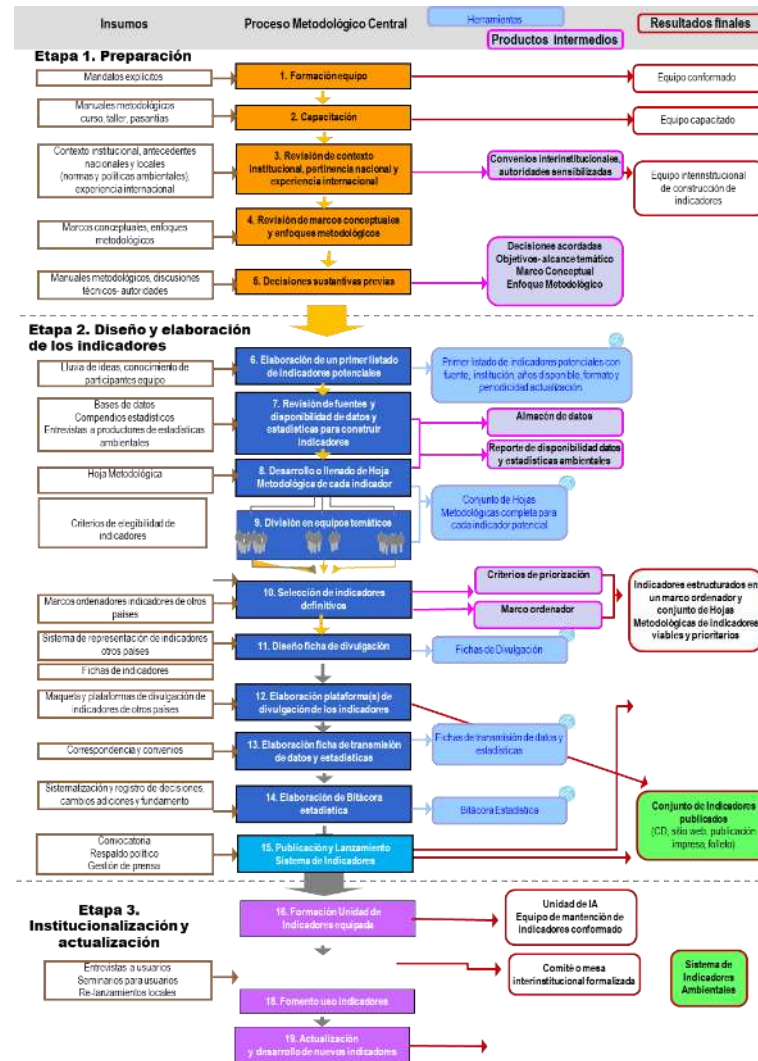 Insumos
Proceso Metodológico Central
Herramientas
Productos intermedios
Resultados finales
Etapa 1. Preparación
Mandatos explícitos
1. Formación equipo
Equipo conformado
Manuales metodológicos
curso, taller, pasantías
2. Capacitación
Equipo capacitado
Contexto institucional, antecedentes
nacionales y locales
(normas y políticas ambientales),
experiencia internacional
3. Revisión de contexto
Institucional, pertinencia nacional y
experiencia internacional
Convenios interinstitucionales,
autoridades sensibilizadas
Equipo interinnstitucional
de construcción de
indicadores
Marcos conceptuales, enfoques
metodológicos
4. Revisión de marcos conceptuales
y enfoques metodológicos
Manuales metodológicos, discusiones
técnicos- autoridades
5. Decisiones sustantivas previas
Decisiones acordadas
Objetivos- alcance temático
Marco Conceptual
Enfoque Metodológico
Etapa 2. Diseño y elaboración
de los indicadores
Lluvia de ideas, conocimiento de
participantes equipo
6. Elaboración de un primer listado
de indicadores potenciales
Primer listado de indicadores potenciales con
fuente, institución, años disponible, formato y
periodicidad actualización.
Bases de datos
Compendios estadísticos
Entrevistas a productores de estadísticas
ambientales
7. Revisión de fuentes y
disponibilidad de datos y
estadísticas para construir
indicadores
Almacén de datos
Reporte de disponibilidad datos
y estadísticas ambientales
Hoja Metodológica
8. Desarrollo o llenado de Hoja
Metodológica de cada indicador
Conjunto de Hojas
Metodológicas completa para
cada indicador potencial
Criterios de elegibilidad de
indicadores
9. División en equipos temáticos
Marcos ordenadores indicadores de otros
países
10. Selección de indicadores
definitivos
Criterios de priorización
Marco ordenador
Indicadores estructurados en
un marco ordenador y
conjunto de Hojas
Metodológicas de Indicadores
viables y prioritarios
Sistema de representación de indicadores
otros países
11. Diseño ficha de divulgación
Fichas de Divulgación
Fichas de indicadores
Maqueta y plataformas de divulgación de
indicadores de otros países
12. Elaboración plataforma(s) de
divulgación de los indicadores
Correspondencia y convenios
13. Elaboración ficha de transmisión
de datos y estadísticas
Fichas de transmisión de datos y
estadísticas
Sistematización y registro de decisiones,
cambios adiciones y fundamento
14. Elaboración de Bitácora
estadística
Bitácora Estadística
Conjunto de Indicadores
publicados
(CD, sitio web, publicación
impresa, folleto)
Convocatoria
Respaldo político
Gestión de prensa
15. Publicación y Lanzamiento
Sistema de Indicadores
Etapa 3.
Institucionalización y
actualización
16. Formación Unidad de
Indicadores equipada
Unidad de IA
Equipo de mantención de
indicadores conformado
Entrevistas a usuarios
Seminarios para usuarios
Re-lanzamientos locales
Comité o mesa
interinstitucional formalizada
Sistema de
Indicadores
Ambientales
18. Fomento uso indicadores
19. Actualización
y desarrollo de nuevos indicadores